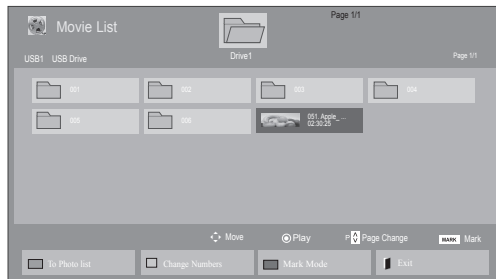 Page 1/1
Movie List
Drive1
USB1 USB Drive
Page 1/1
001 002 003 004
005 006 051. Apple_ ...
02:30:25
Move Play P Page Change MARK Mark
To Photo list Change Numbers Mark Mode Exit